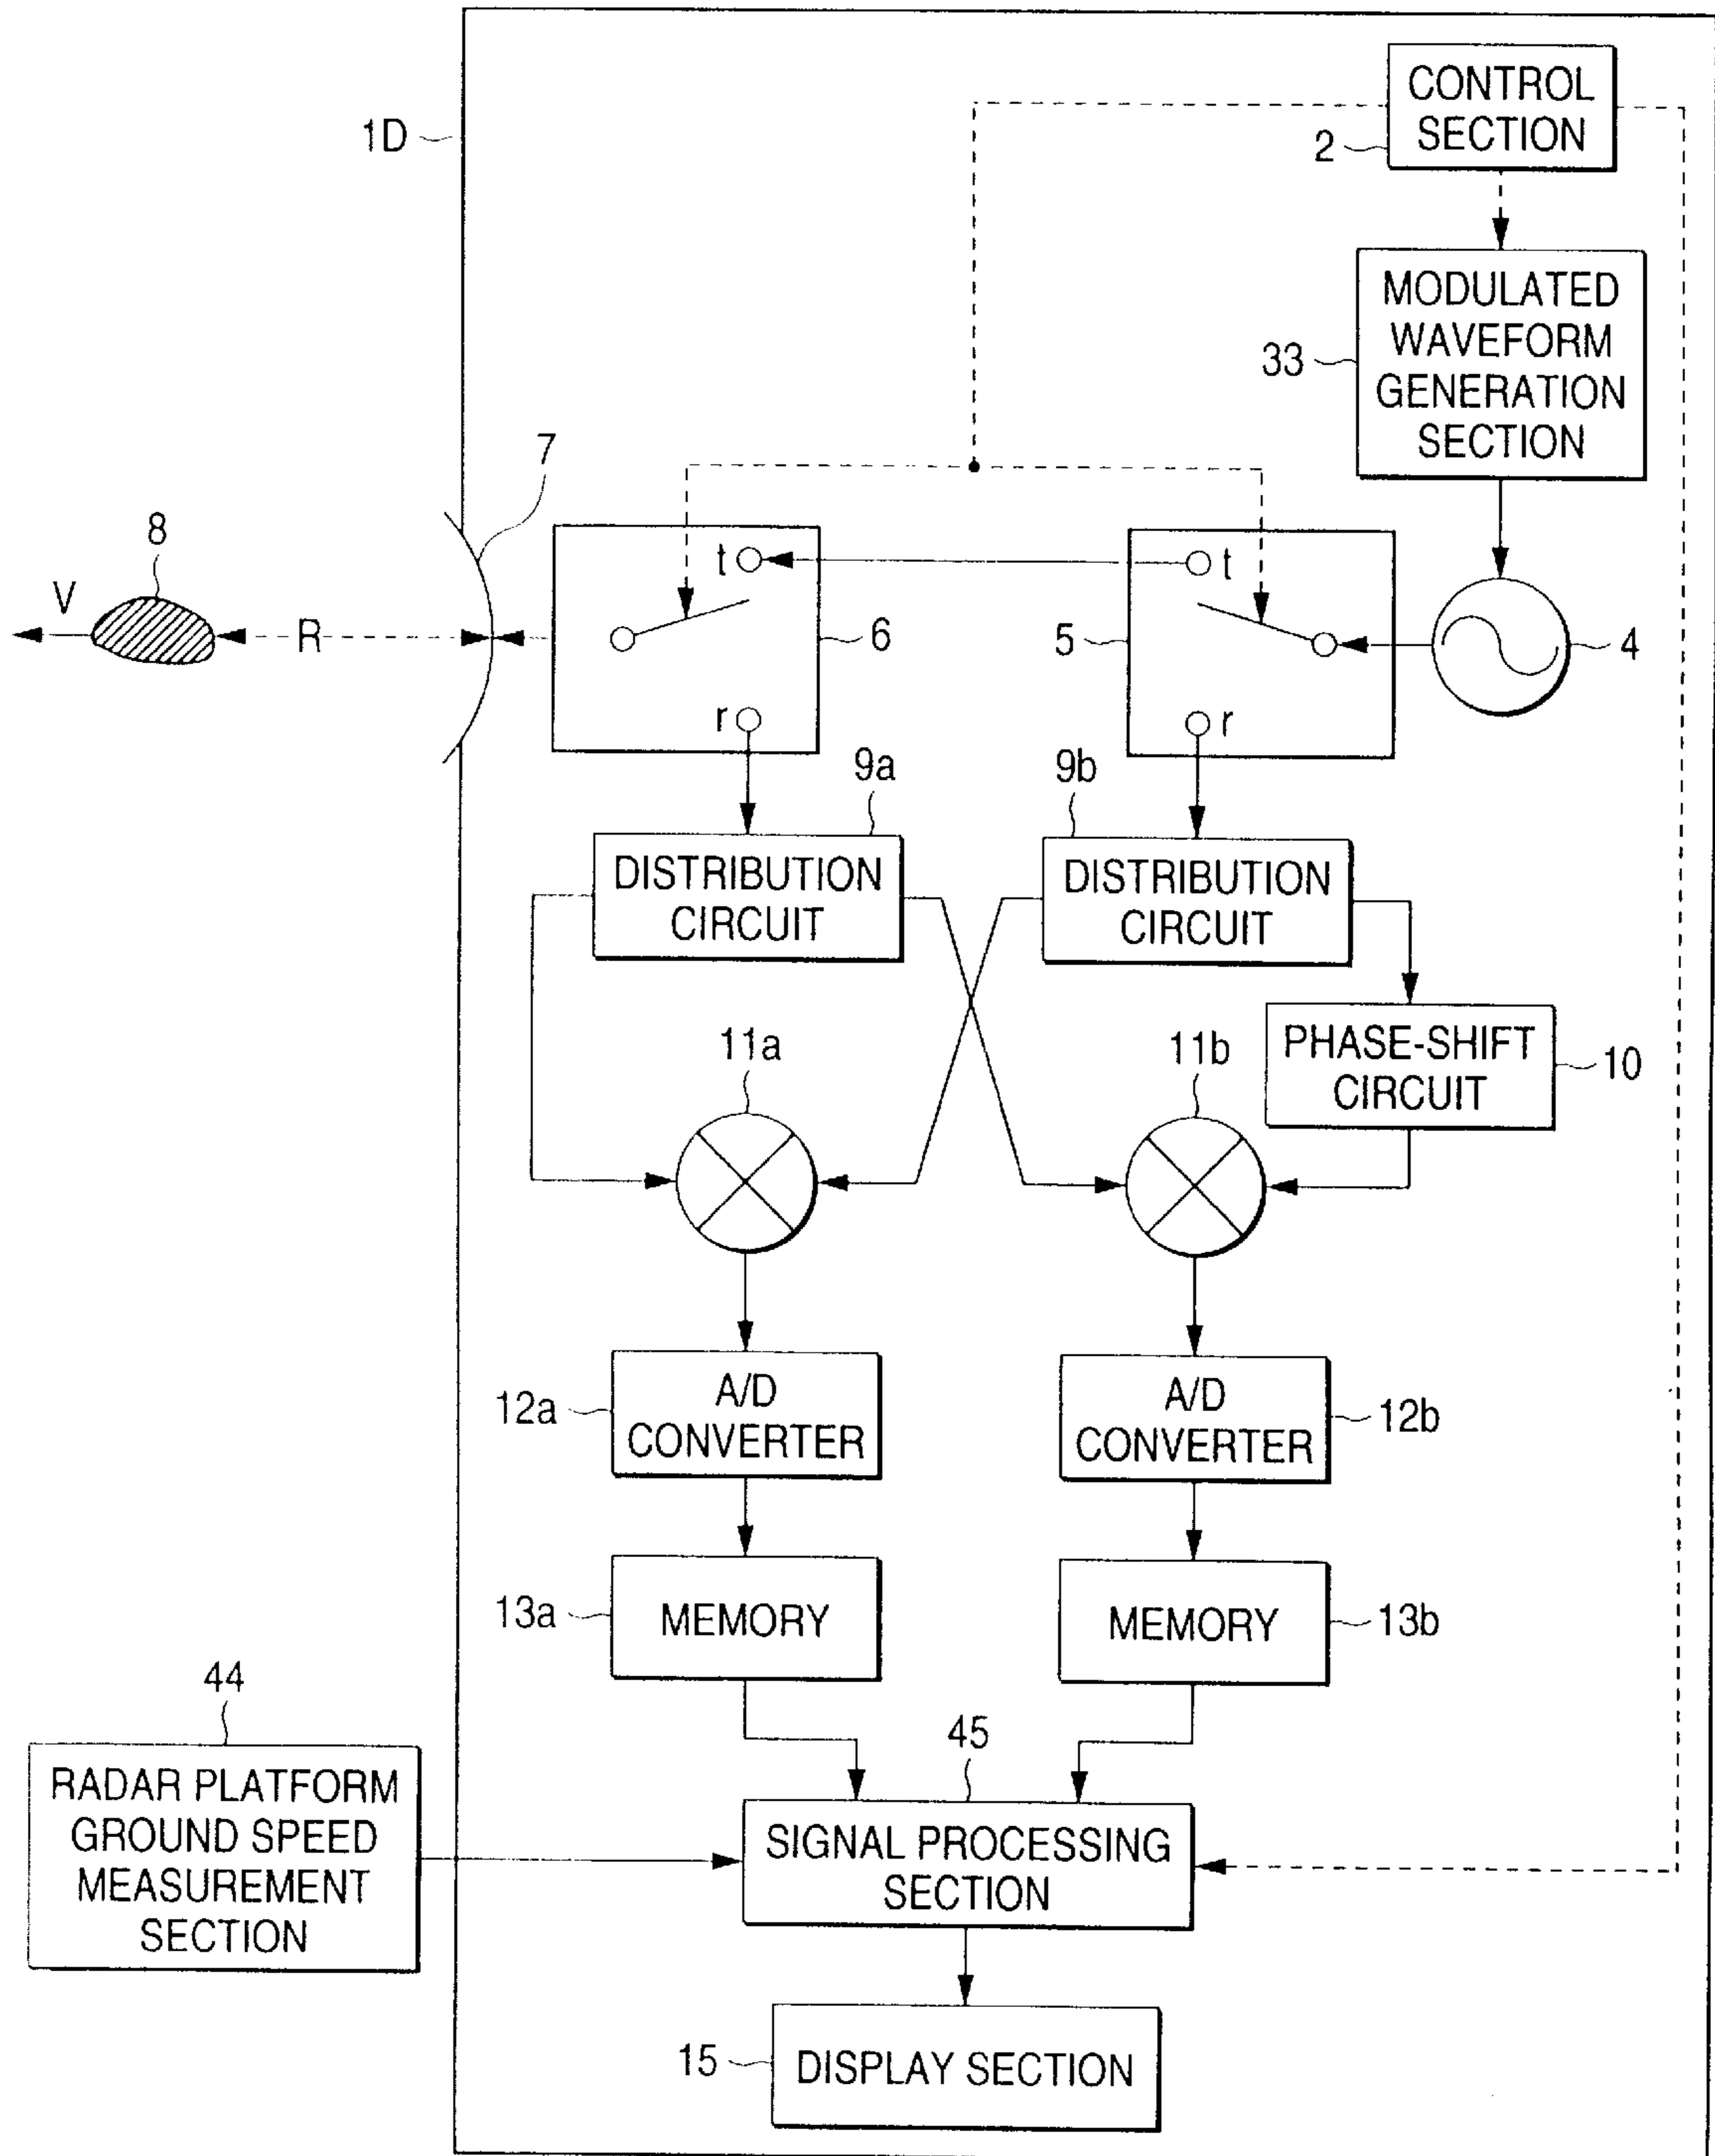 CONTROL
SECTION
1D
2
MODULATED
WAVEFORM
GENERATION
SECTION
33
7
8
V
R
t
t
6
5
4
r
r
9a
9b
DISTRIBUTION
CIRCUIT
DISTRIBUTION
CIRCUIT
PHASE-SHIFT
CIRCUIT
10
11a
11b
A/D
CONVERTER
12a
A/D
CONVERTER
12b
13a
MEMORY
MEMORY
13b
44
45
RADAR PLATFORM
GROUND SPEED
MEASUREMENT
SECTION
SIGNAL PROCESSING
SECTION
15
DISPLAY SECTION